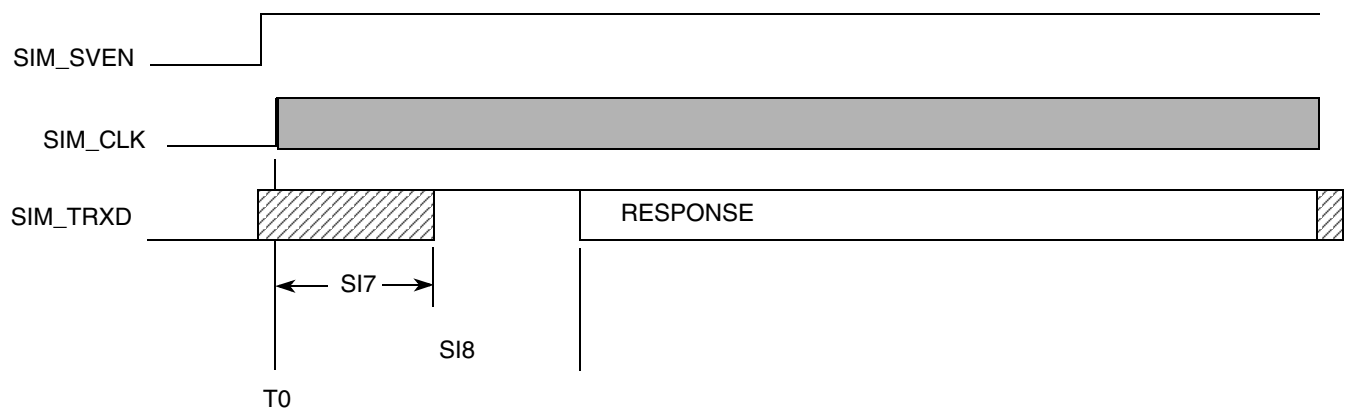 SIM_SVEN
SIM_CLK
SIM_TRXD
RESPONSE
SI7
SI8
T0